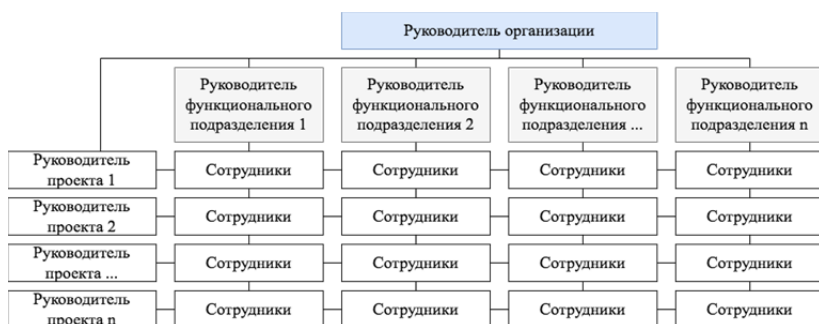 Руководитель организации
Руководитель
функционального
подразделения 1
Руководитель
функционального
подразделения 2
Руководитель
функционального
подразделения ...
Руководитель
функционального
подразделения n
Руководитель
проекта 1
Сотрудники
Сотрудники
Сотрудники
Сотрудники
Руководитель
проекта 2
Сотрудники
Сотрудники
Сотрудники
Сотрудники
Руководитель
проекта ...
Сотрудники
Сотрудники
Сотрудники
Сотрудники
Руководитель
проекта n
Сотрудники
Сотрудники
Сотрудники
Сотрудники